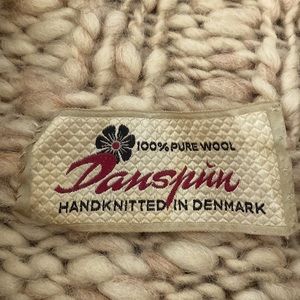 100% PURE WOOL
Danspun
HANDKNITTED IN DENMARK